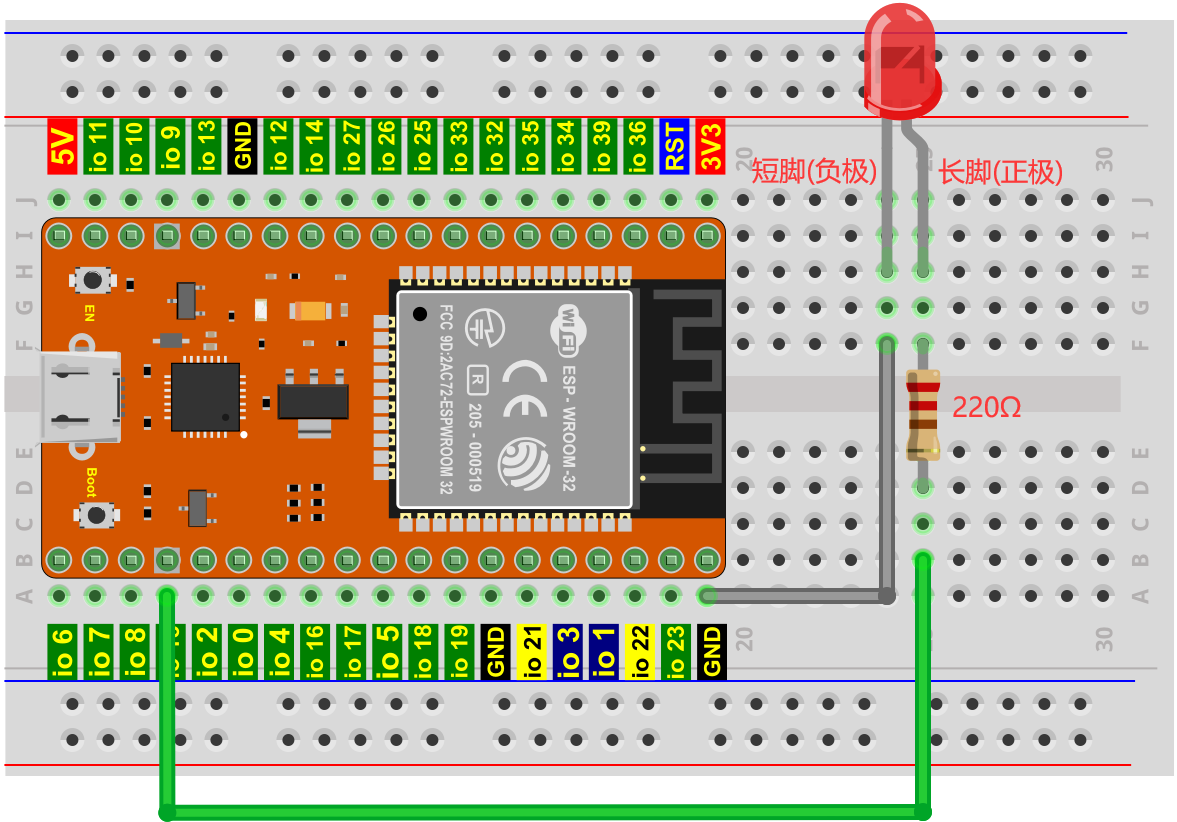 5V
io 11
io 10
io 9
io 13
GND
io 12
io 14
io 27
io 26
io 25
io 33
io 32
io 35
io 34
io 39
io 36
RST
3V3
20
短脚(负极)
长脚(正极)
30
J
I
H
G
F
E
D
C
B
A
J
I
H
G
F
E
D
C
B
A
EN
Boot
FCC 9D:2AC72-ESPWROOM 32
R
205 - 000519
Wi Fi
CE
ESP - WROOM -32
220Ω
io 6
io 7
io 8
io 2
io 0
io 4
io 16
io 17
io 5
io 18
io 19
GND
io 21
io 3
io 1
io 22
io 23
GND
20
30